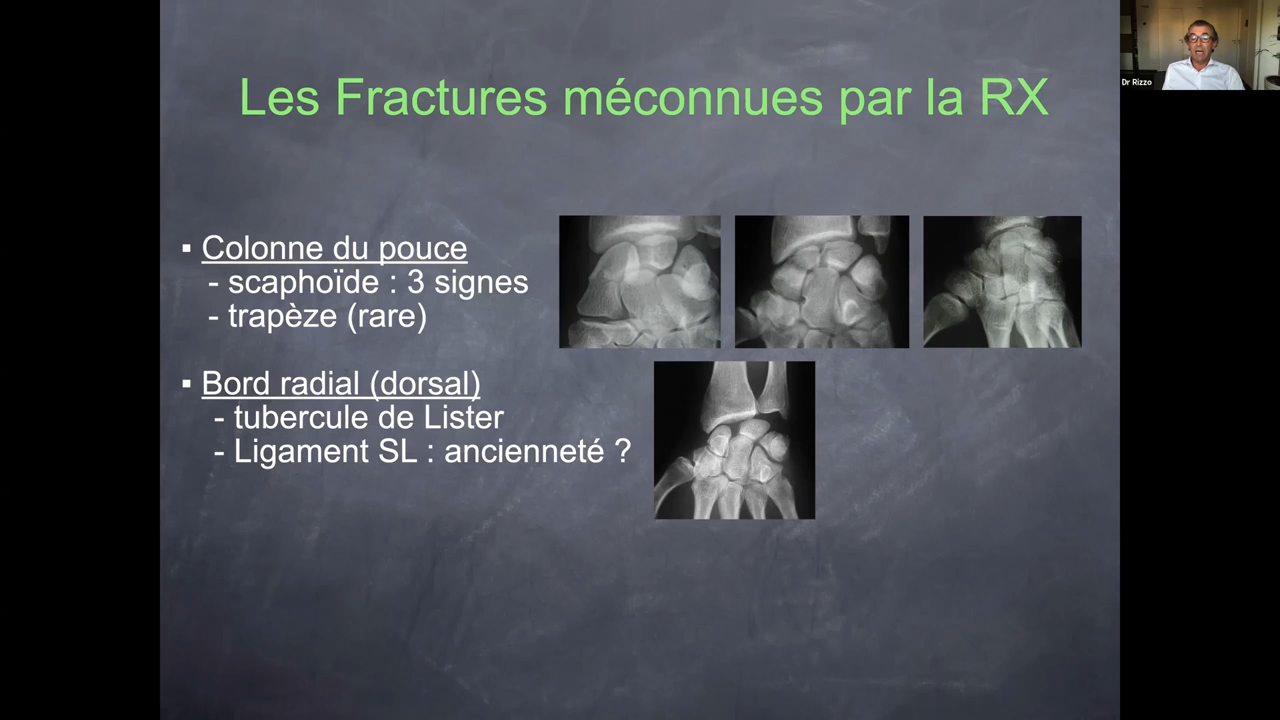 Les Fractures méconnues par la RX
▪ Colonne du pouce
- scaphoïde : 3 signes
- trapèze (rare)
▪ Bord radial (dorsal)
- tubercule de Lister
- Ligament SL : ancienneté ?
Dr Rizzo